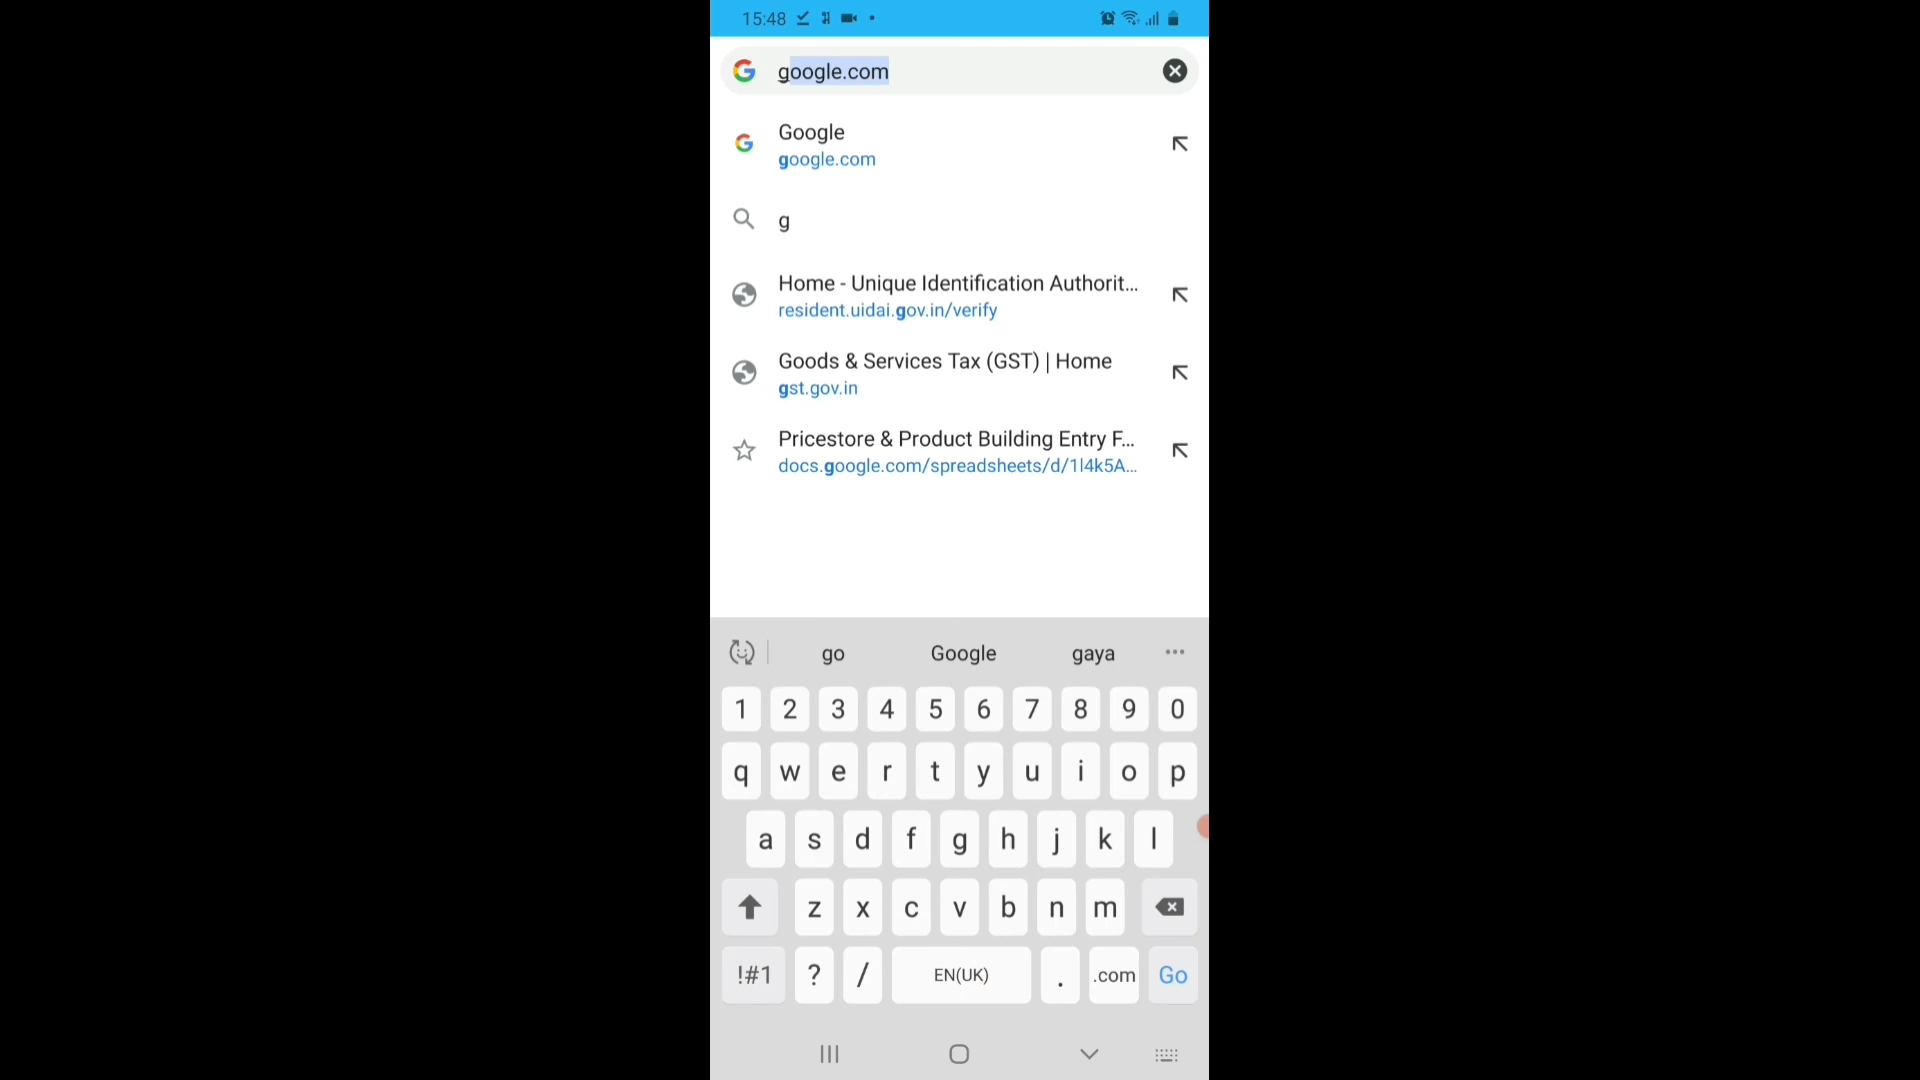 15:48
google.com
Google
google.com
g
Home - Unique Identification Authorit...
resident.uidai.gov.in/verify
Goods & Services Tax (GST) | Home
gst.gov.in
Pricestore & Product Building Entry F...
docs.google.com/spreadsheets/d/1l4k5A...
go Google gaya
1 2 3 4 5 6 7 8 9 0
q w e r t y u i o p
a s d f g h j k l
z x c v b n m
!#1 ? / EN(UK) . .com Go